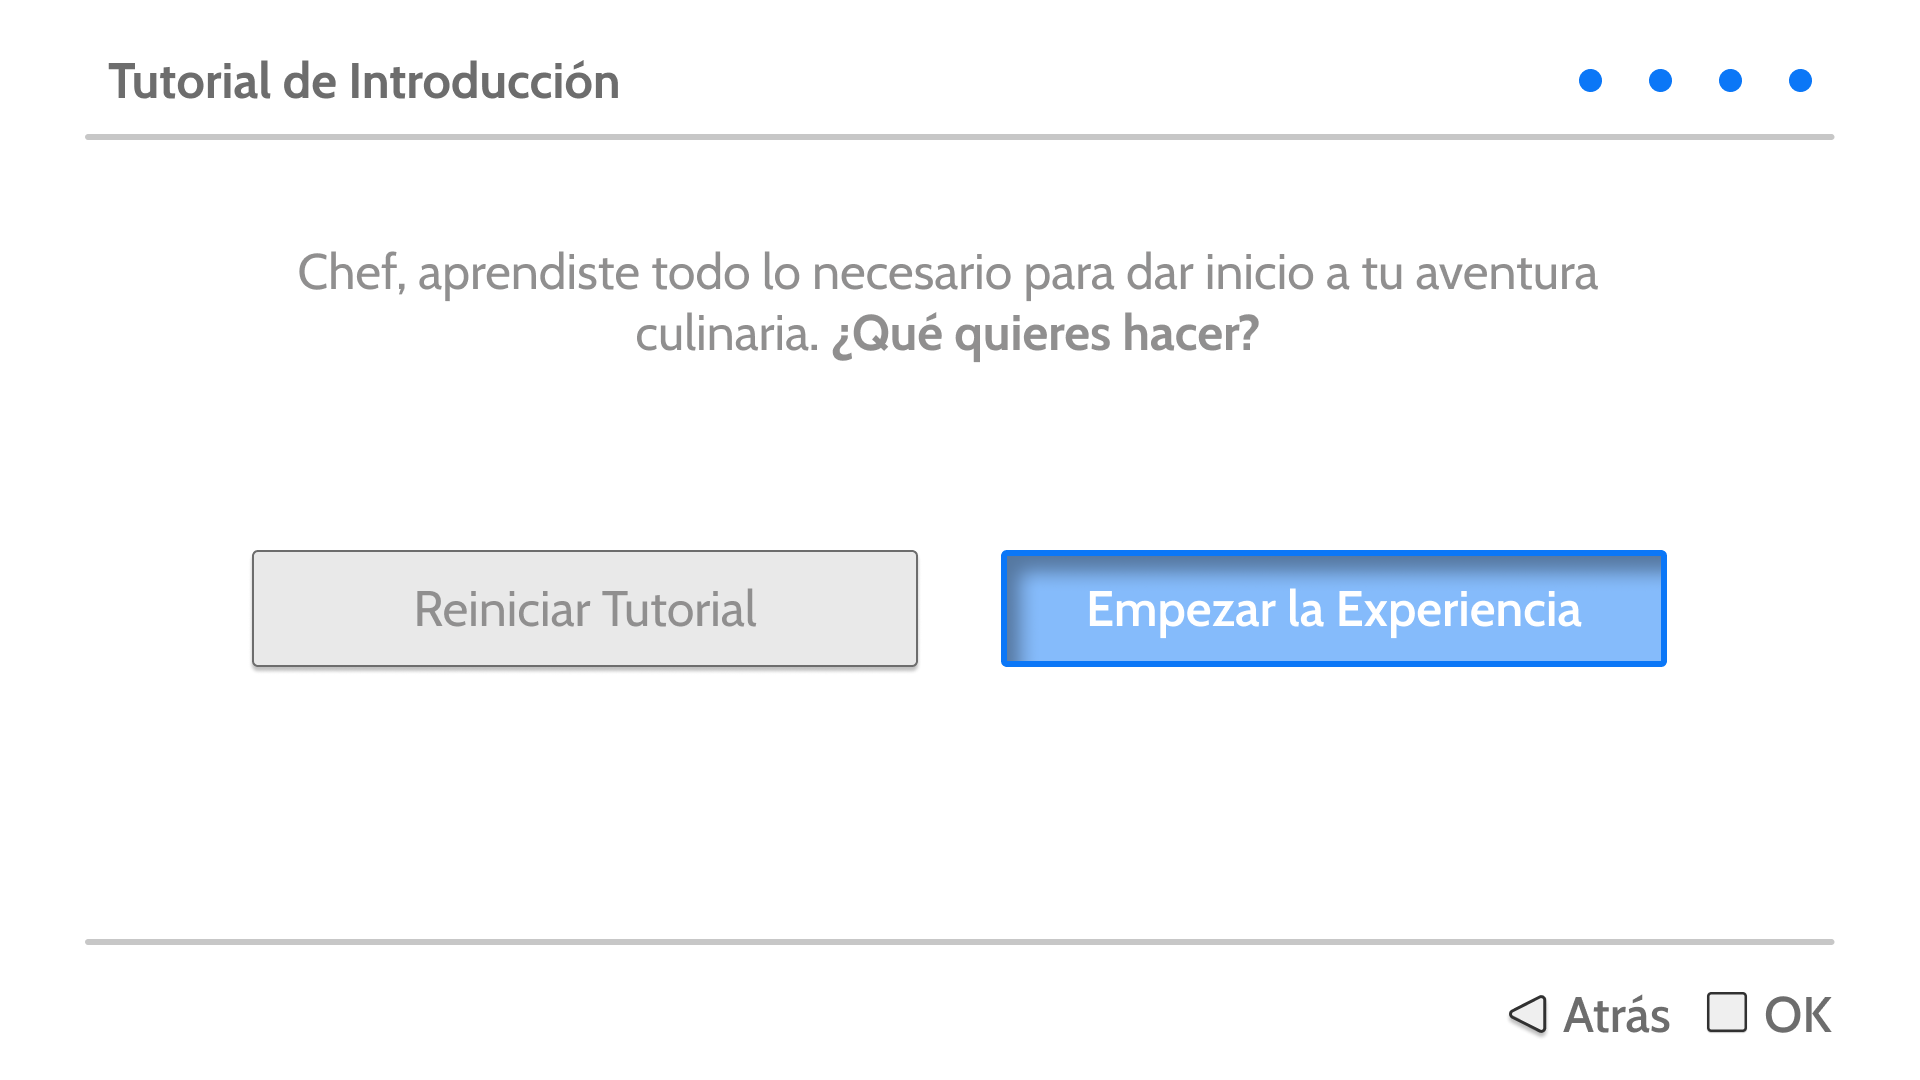 Tutorial de Introducción
Chef, aprendiste todo lo necesario para dar inicio a tu aventura
culinaria. ¿Qué quieres hacer?
Reiniciar Tutorial
Empezar la Experiencia
Atrás
OK